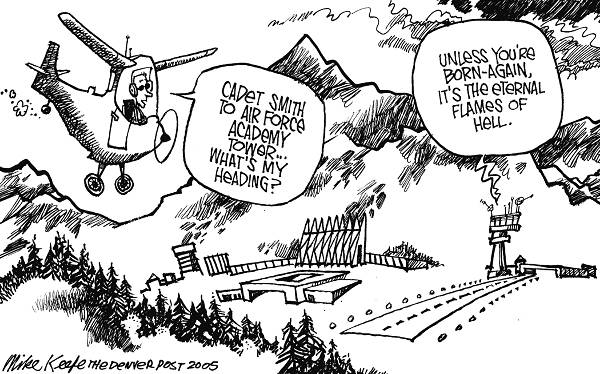 CADET SMITH
TO AIR FORCE
ACADEMY
TOWER...
WHAT'S MY
HEADING?
UNLESS YOU'RE
BORN-AGAIN,
IT'S THE ETERNAL
FLAMES OF
HELL.
Mike Keefe THE DENVER POST 2005